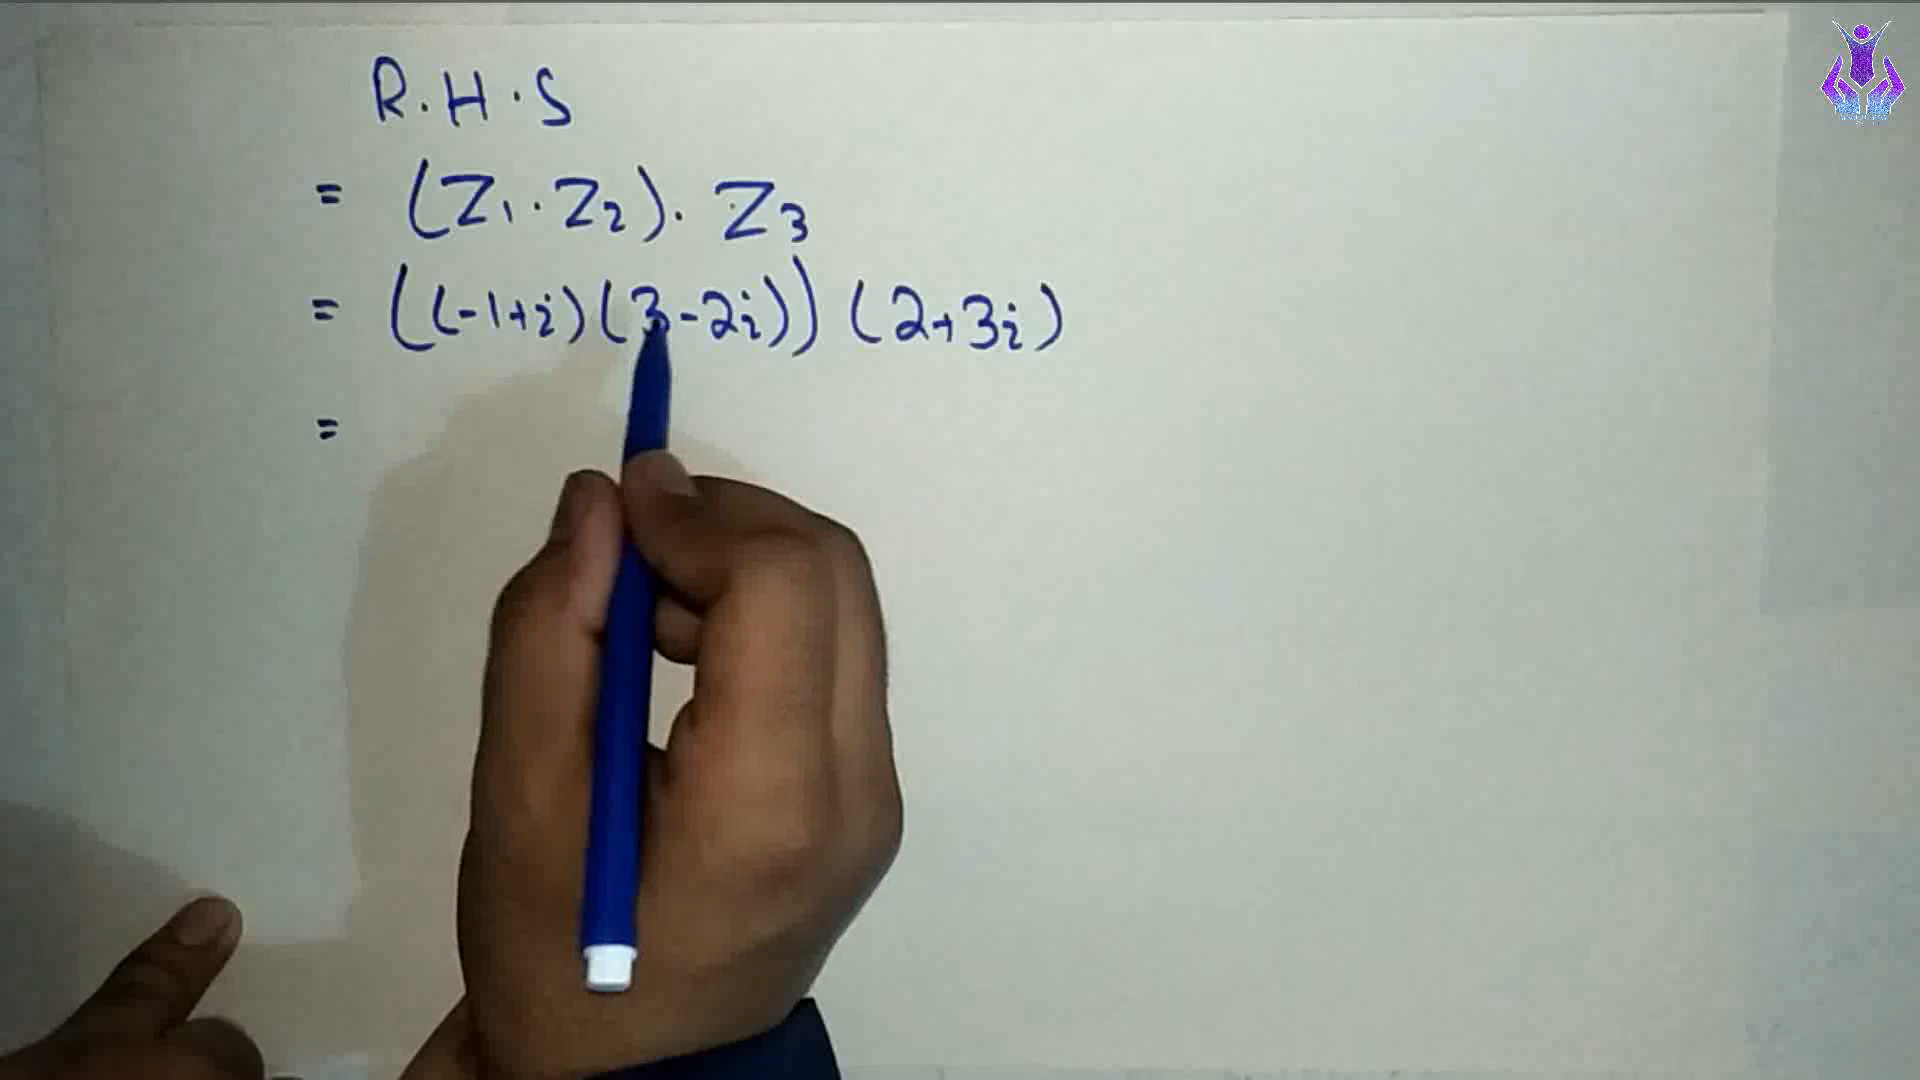 R.H.S
= (Z₁.Z₂). Z₃
= ((-1+i)(3-2i)) (2+3i)
=